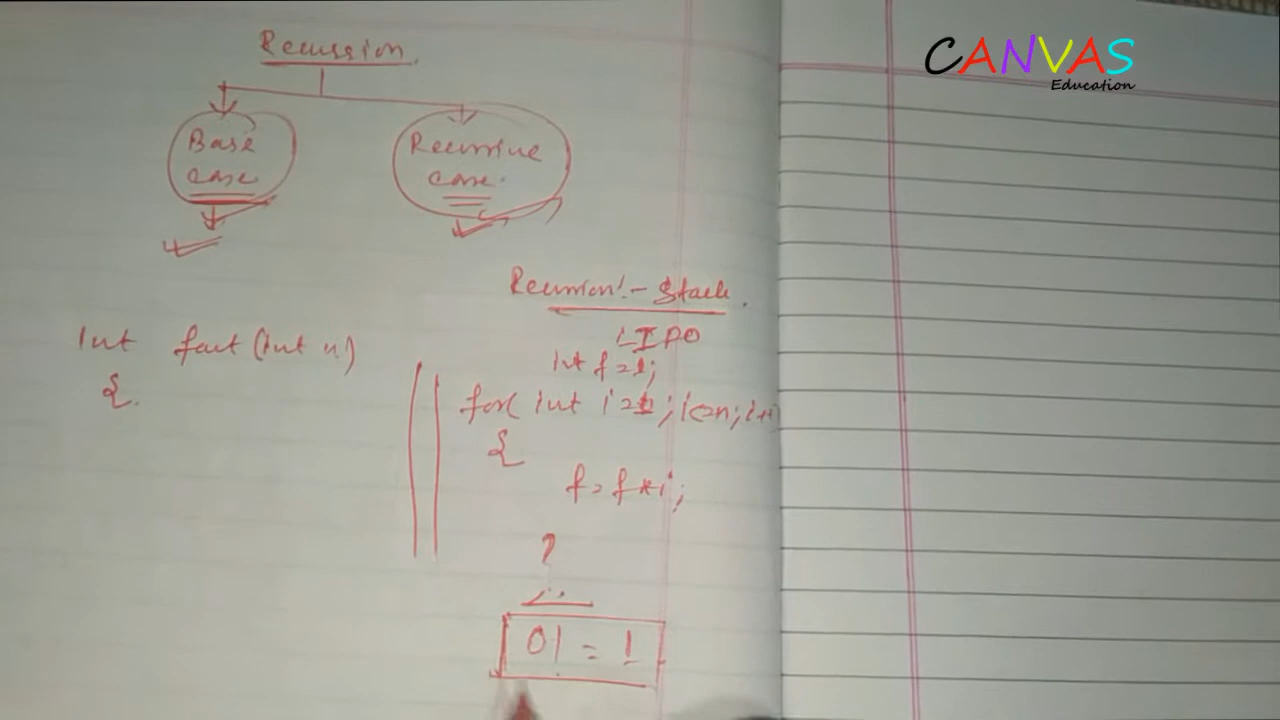 CANVAS
Education
Recussion.
Base
case
Recursive
case.
Recursion:- Stack.
LIFO
int fact (int n)
{
int f=1;
for( int i=1; i<=n; i++)
{
f= f*i;
}
0! = 1